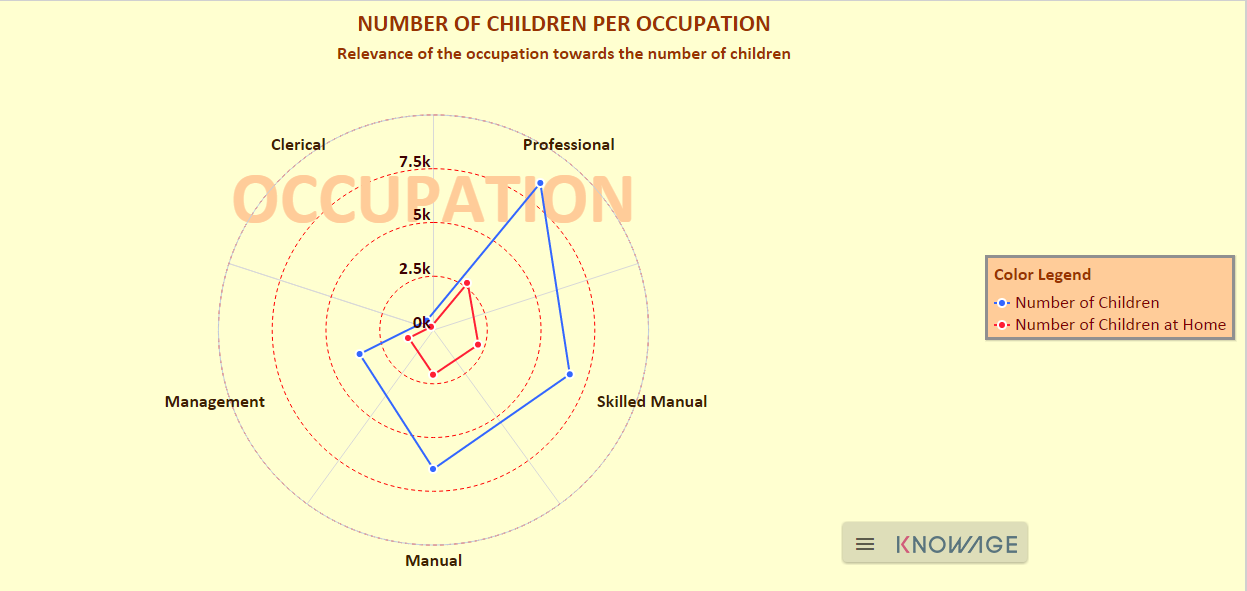 NUMBER OF CHILDREN PER OCCUPATION
Relevance of the occupation towards the number of children
Clerical
Professional
7.5k
OCCUPATION
5k
2.5k
0k
Color Legend
Number of Children
Number of Children at Home
Management
Skilled Manual
Manual
KNOWAGE